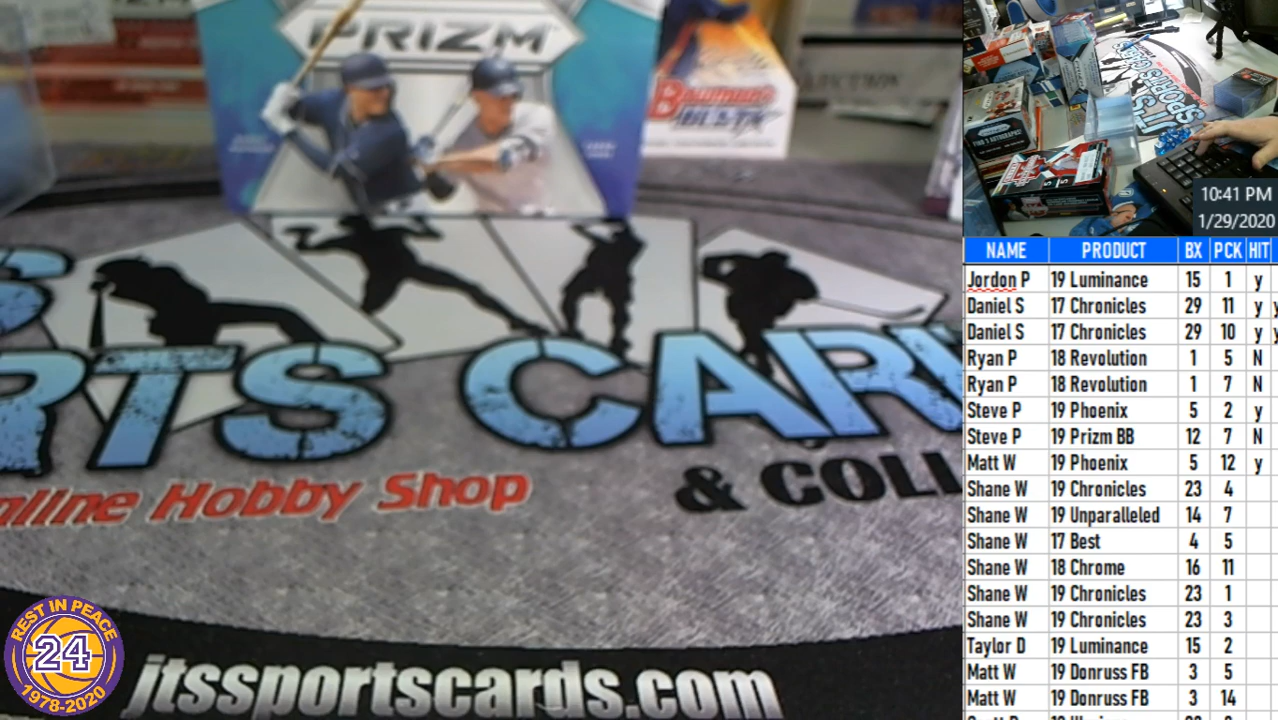 PRIZM
Bowman's
BEST
S
RTS CAR
nline Hobby Shop
& COLL
jtssportscards.com
REST IN PEACE
24
1978-2020
JT'S
SPORTS CARDS
10:41 PM
1/29/2020
NAME PRODUCT BX PCK HIT
Jordon P 19 Luminance 15 1 y
Daniel S 17 Chronicles 29 11 y y
Daniel S 17 Chronicles 29 10 y y
Ryan P 18 Revolution 1 5 N
Ryan P 18 Revolution 1 7 N
Steve P 19 Phoenix 5 2 y
Steve P 19 Prizm BB 12 7 N
Matt W 19 Phoenix 5 12 y
Shane W 19 Chronicles 23 4
Shane W 19 Unparalleled 14 7
Shane W 17 Best 4 5
Shane W 18 Chrome 16 11
Shane W 19 Chronicles 23 1
Shane W 19 Chronicles 23 3
Taylor D 19 Luminance 15 2
Matt W 19 Donruss FB 3 5
Matt W 19 Donruss FB 3 14